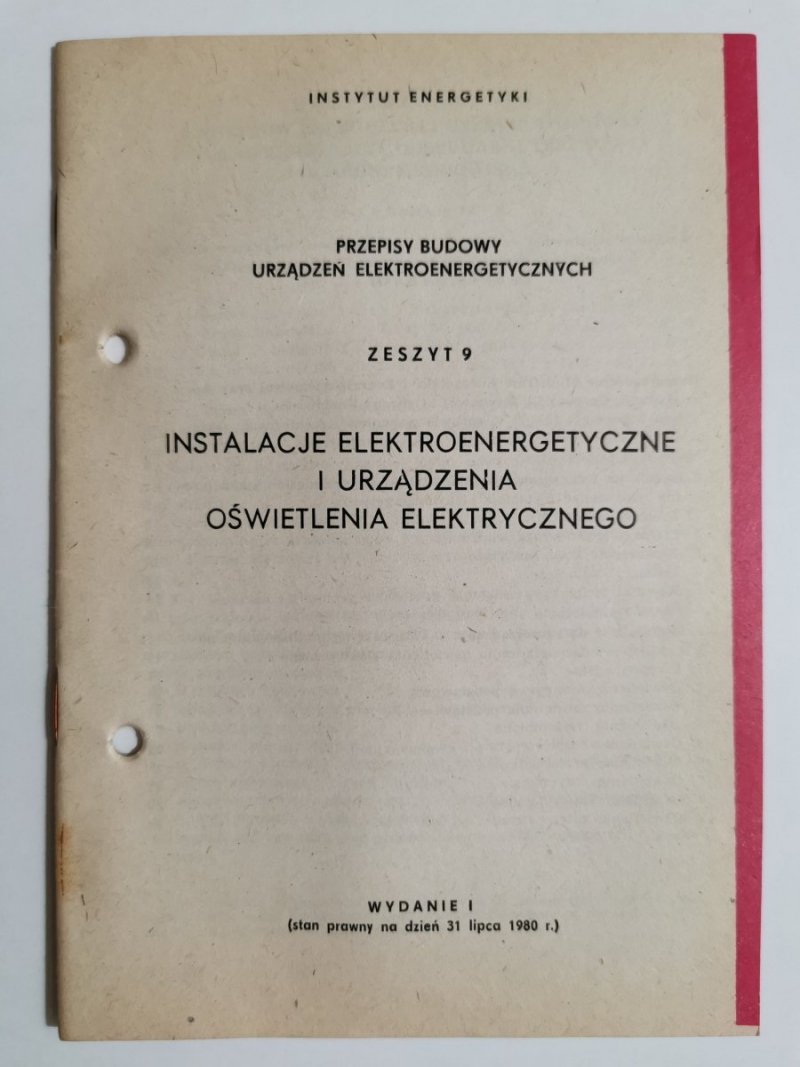 INSTYTUT ENERGETYKI
PRZEPISY BUDOWY
URZĄDZEŃ ELEKTROENERGETYCZNYCH
ZESZYT 9
INSTALACJE ELEKTROENERGETYCZNE
I URZĄDZENIA
OŚWIETLENIA ELEKTRYCZNEGO
WYDANIE I
(stan prawny na dzień 31 lipca 1980 r.)